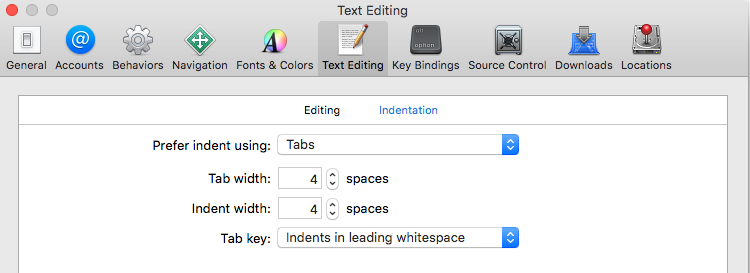 Text Editing
General Accounts Behaviors Navigation Fonts & Colors Text Editing Key Bindings Source Control Downloads Locations
Editing Indentation
Prefer indent using: Tabs
Tab width: 4 spaces
Indent width: 4 spaces
Tab key: Indents in leading whitespace